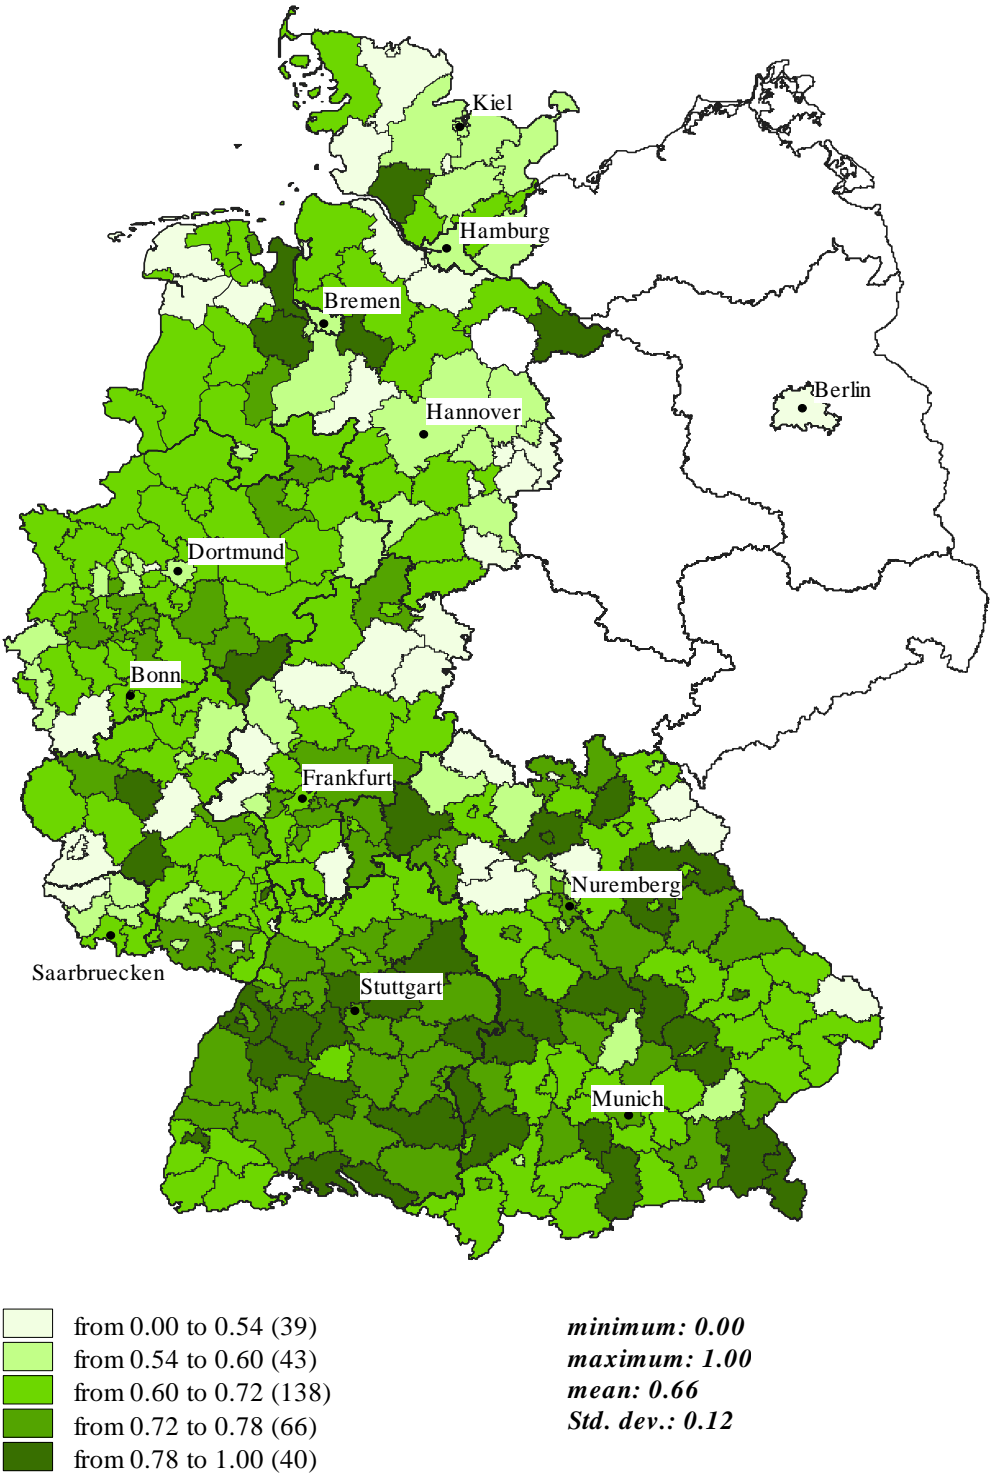 Kiel
Hamburg
Bremen
Berlin
Hannover
Dortmund
Bonn
Frankfurt
Nuremberg
Saarbruecken
Stuttgart
Munich
from 0.00 to 0.54 (39)
from 0.54 to 0.60 (43)
from 0.60 to 0.72 (138)
from 0.72 to 0.78 (66)
from 0.78 to 1.00 (40)
minimum: 0.00
maximum: 1.00
mean: 0.66
Std. dev.: 0.12